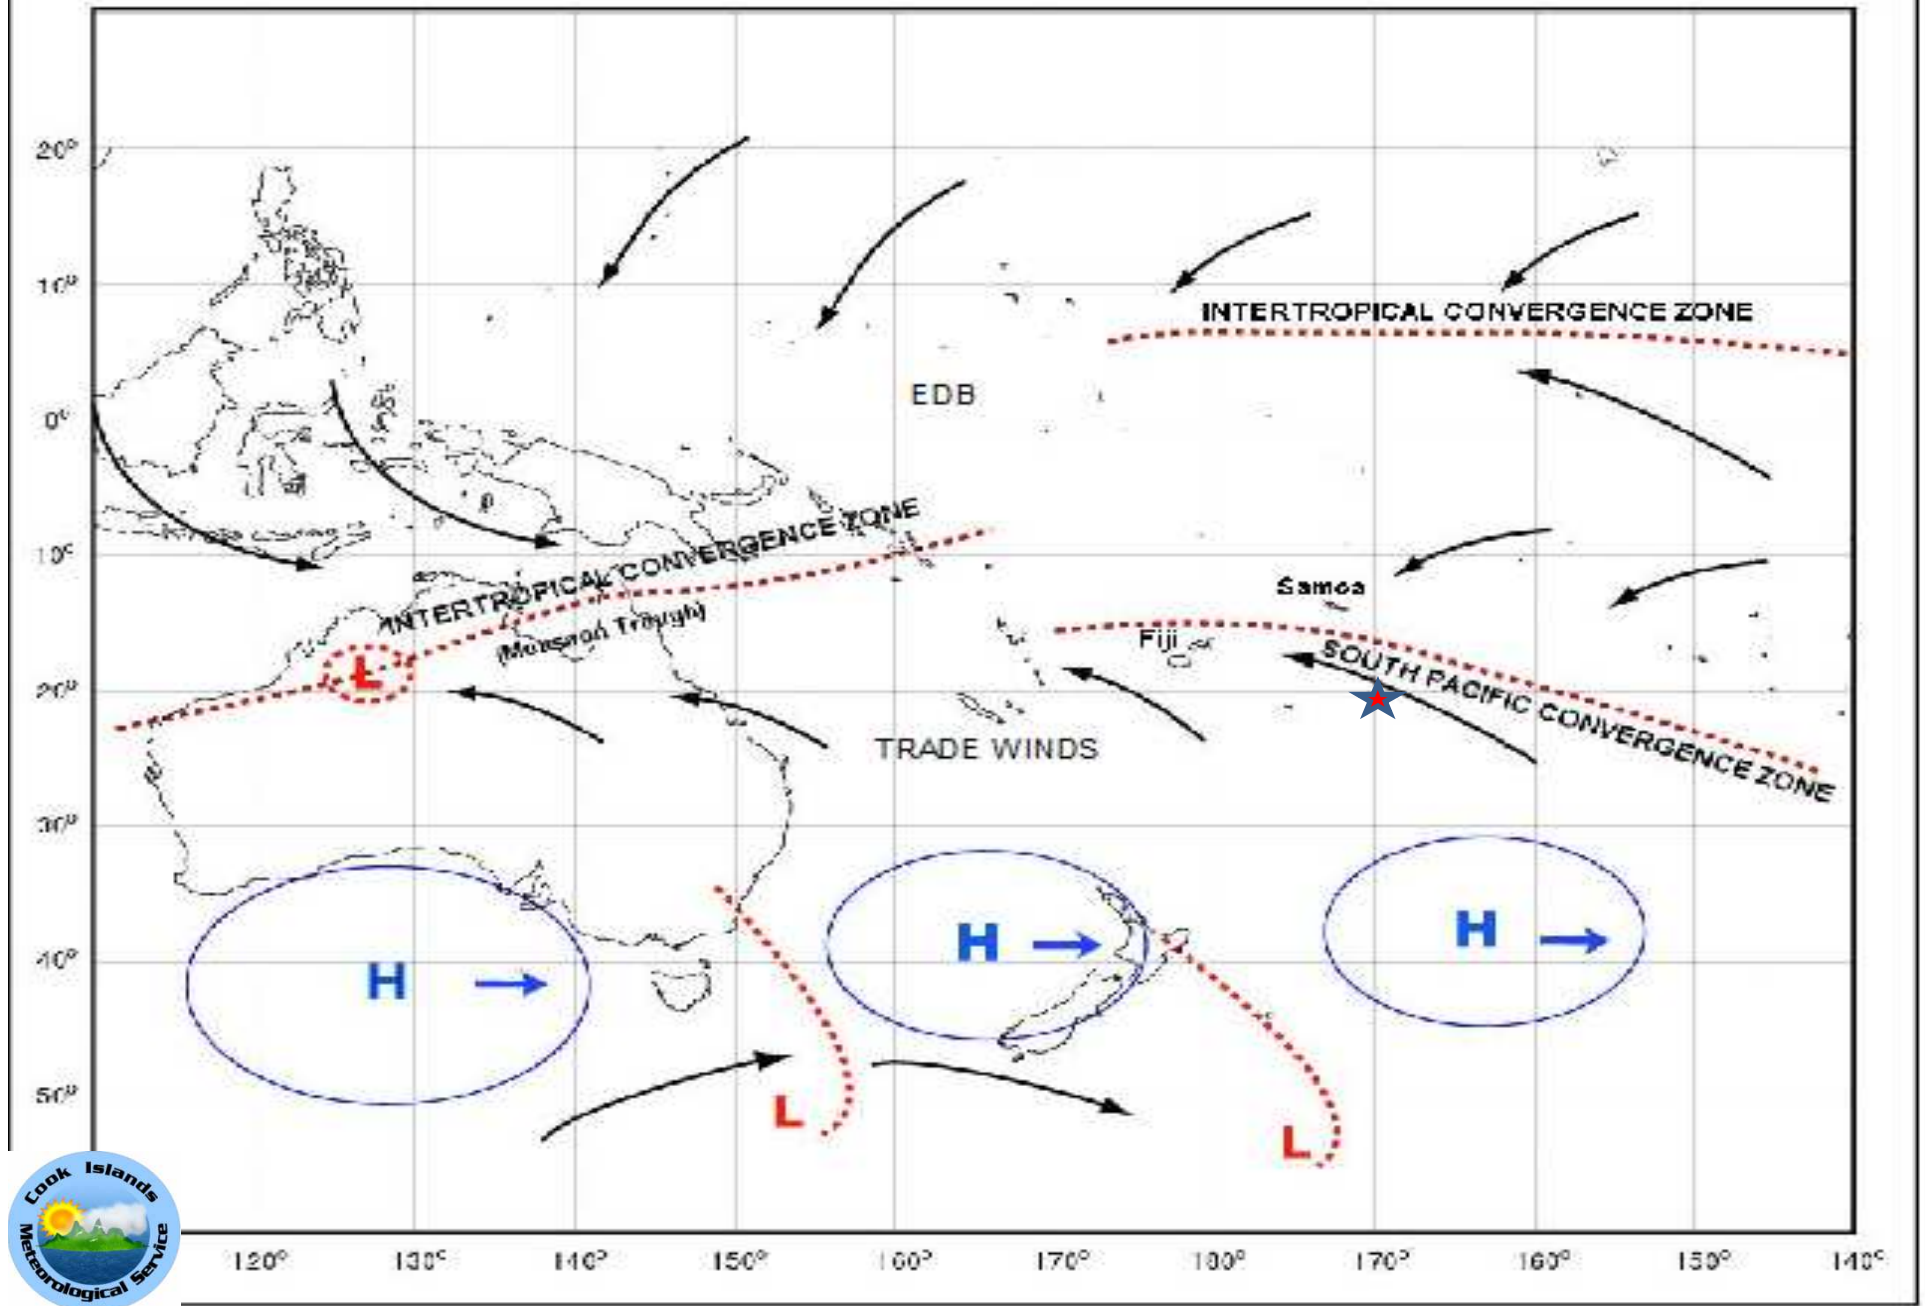 20°
10°
INTERTROPICAL CONVERGENCE ZONE
EDB
0°
INTERTROPICAL CONVERGENCE ZONE
(Monsoon Trough)
10°
Samoa
Fiji
SOUTH PACIFIC CONVERGENCE ZONE
L
20°
TRADE WINDS
30°
H
H
H
40°
50°
L
L
Cook Islands
Meteorological Service
120° 130° 140° 150° 160° 170° 180° 170° 160° 150° 140°